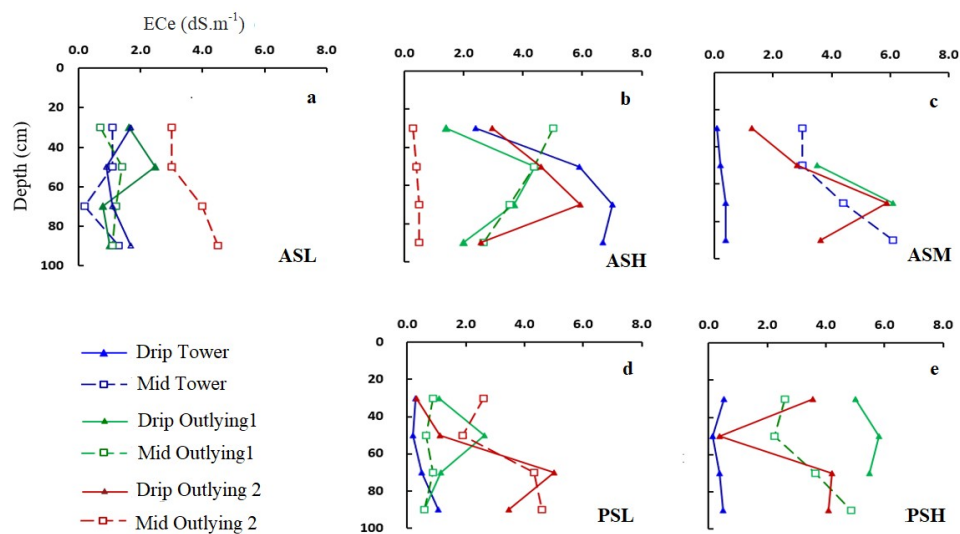 ECe (dS.m-1)
0.0 2.0 4.0 6.0 8.0
0.0 2.0 4.0 6.0 8.0
0.0 2.0 4.0 6.0 8.0
0
20
40
60
80
100
Depth (cm)
a
b
c
ASL
ASH
ASM
0.0 2.0 4.0 6.0 8.0
0.0 2.0 4.0 6.0 8.0
0
20
40
60
80
100
d
e
PSL
PSH
Drip Tower
Mid Tower
Drip Outlying1
Mid Outlying1
Drip Outlying 2
Mid Outlying 2